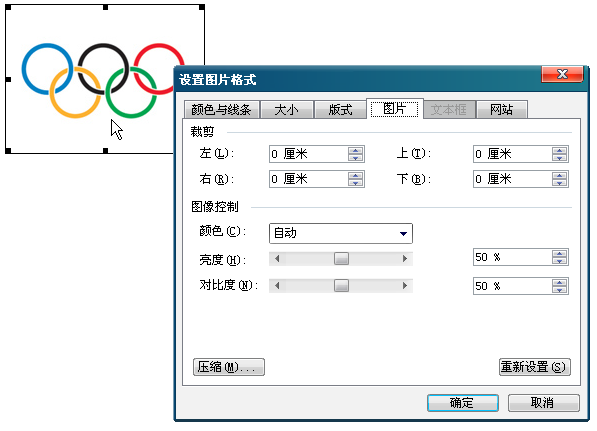 设置图片格式
颜色与线条 大小 版式 图片 文本框 网站
裁剪
左(L): 0 厘米 上(T): 0 厘米
右(R): 0 厘米 下(B): 0 厘米
图像控制
颜色(C): 自动
亮度(H): 50 %
对比度(N): 50 %
压缩(M)... 重新设置(S)
确定 取消